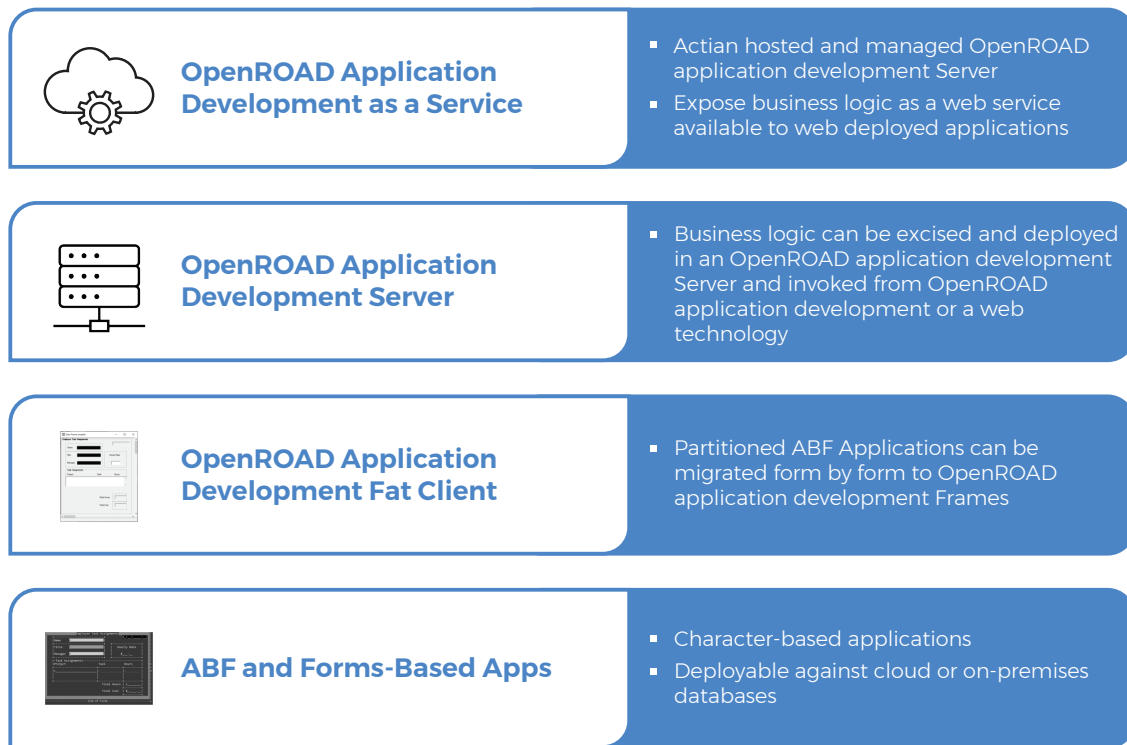 OpenROAD Application
Development as a Service
Actian hosted and managed OpenROAD
application development Server
Expose business logic as a web service
available to web deployed applications
OpenROAD Application
Development Server
Business logic can be excised and deployed
in an OpenROAD application development
Server and invoked from OpenROAD
application development or a web
technology
OpenROAD Application
Development Fat Client
Partitioned ABF Applications can be
migrated form by form to OpenROAD
application development Frames
ABF and Forms-Based Apps
Character-based applications
Deployable against cloud or on-premises
databases